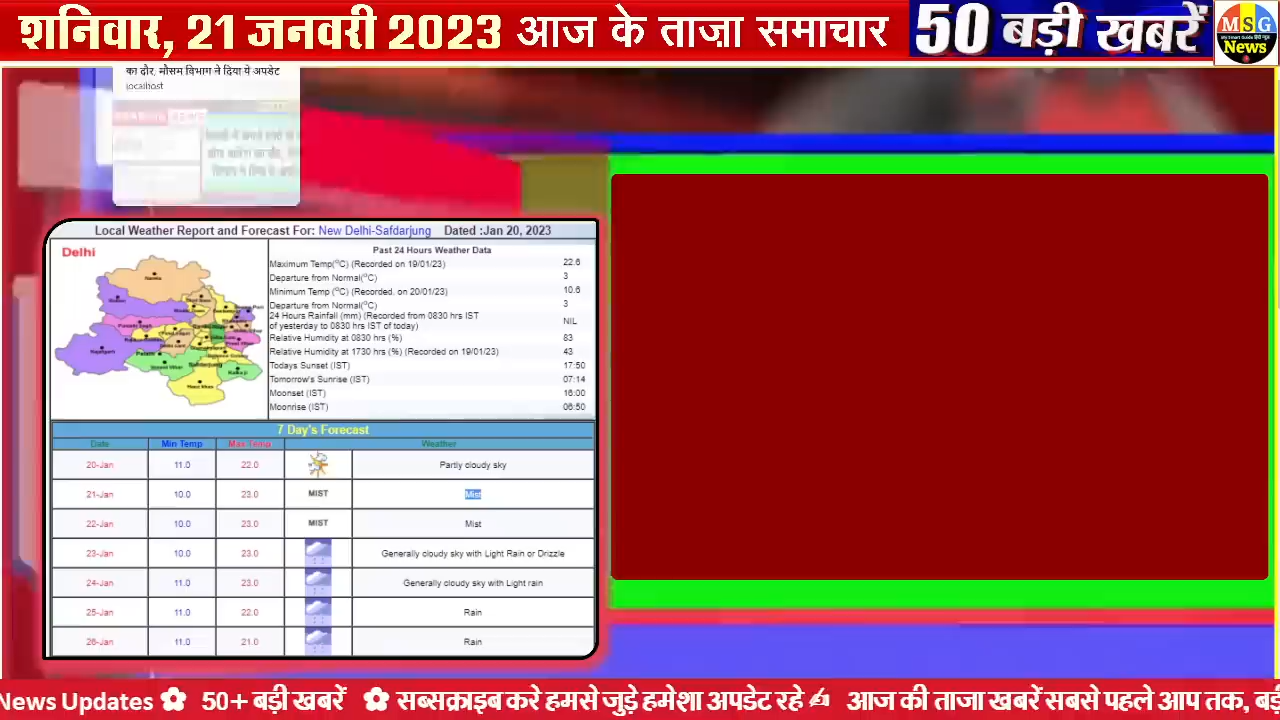 शनिवार, 21 जनवरी 2023 आज के ताज़ा समाचार 50 बड़ी खबरें
MSG
News
का दौर, मौसम विभाग ने दिया ये अपडेट
localhost
Local Weather Report and Forecast For: New Delhi-Safdarjung Dated :Jan 20, 2023
Delhi
Past 24 Hours Weather Data
Maximum Temp(°C) (Recorded on 19/01/23) 22.6
Departure from Normal(°C) 3
Minimum Temp (°C) (Recorded. on 20/01/23) 10.6
Departure from Normal(°C) 3
24 Hours Rainfall (mm) (Recorded from 0830 hrs IST
of yesterday to 0830 hrs IST of today) NIL
Relative Humidity at 0830 hrs (%) 83
Relative Humidity at 1730 hrs (%) (Recorded on 19/01/23) 43
Todays Sunset (IST) 17:50
Tomorrow's Sunrise (IST) 07:14
Moonset (IST) 16:00
Moonrise (IST) 06:50
7 Day's Forecast
Date Min Temp Max Temp Weather
20-Jan 11.0 22.0 Partly cloudy sky
21-Jan 10.0 23.0 MIST Mist
22-Jan 10.0 23.0 MIST Mist
23-Jan 10.0 23.0 Generally cloudy sky with Light Rain or Drizzle
24-Jan 11.0 23.0 Generally cloudy sky with Light rain
25-Jan 11.0 22.0 Rain
26-Jan 11.0 21.0 Rain
News Updates ✿ 50+ बड़ी खबरें ✿ सब्सक्राइब करे हमसे जुड़े हमेशा अपडेट रहे ✍ आज की ताजा खबरें सबसे पहले आप तक, बड़